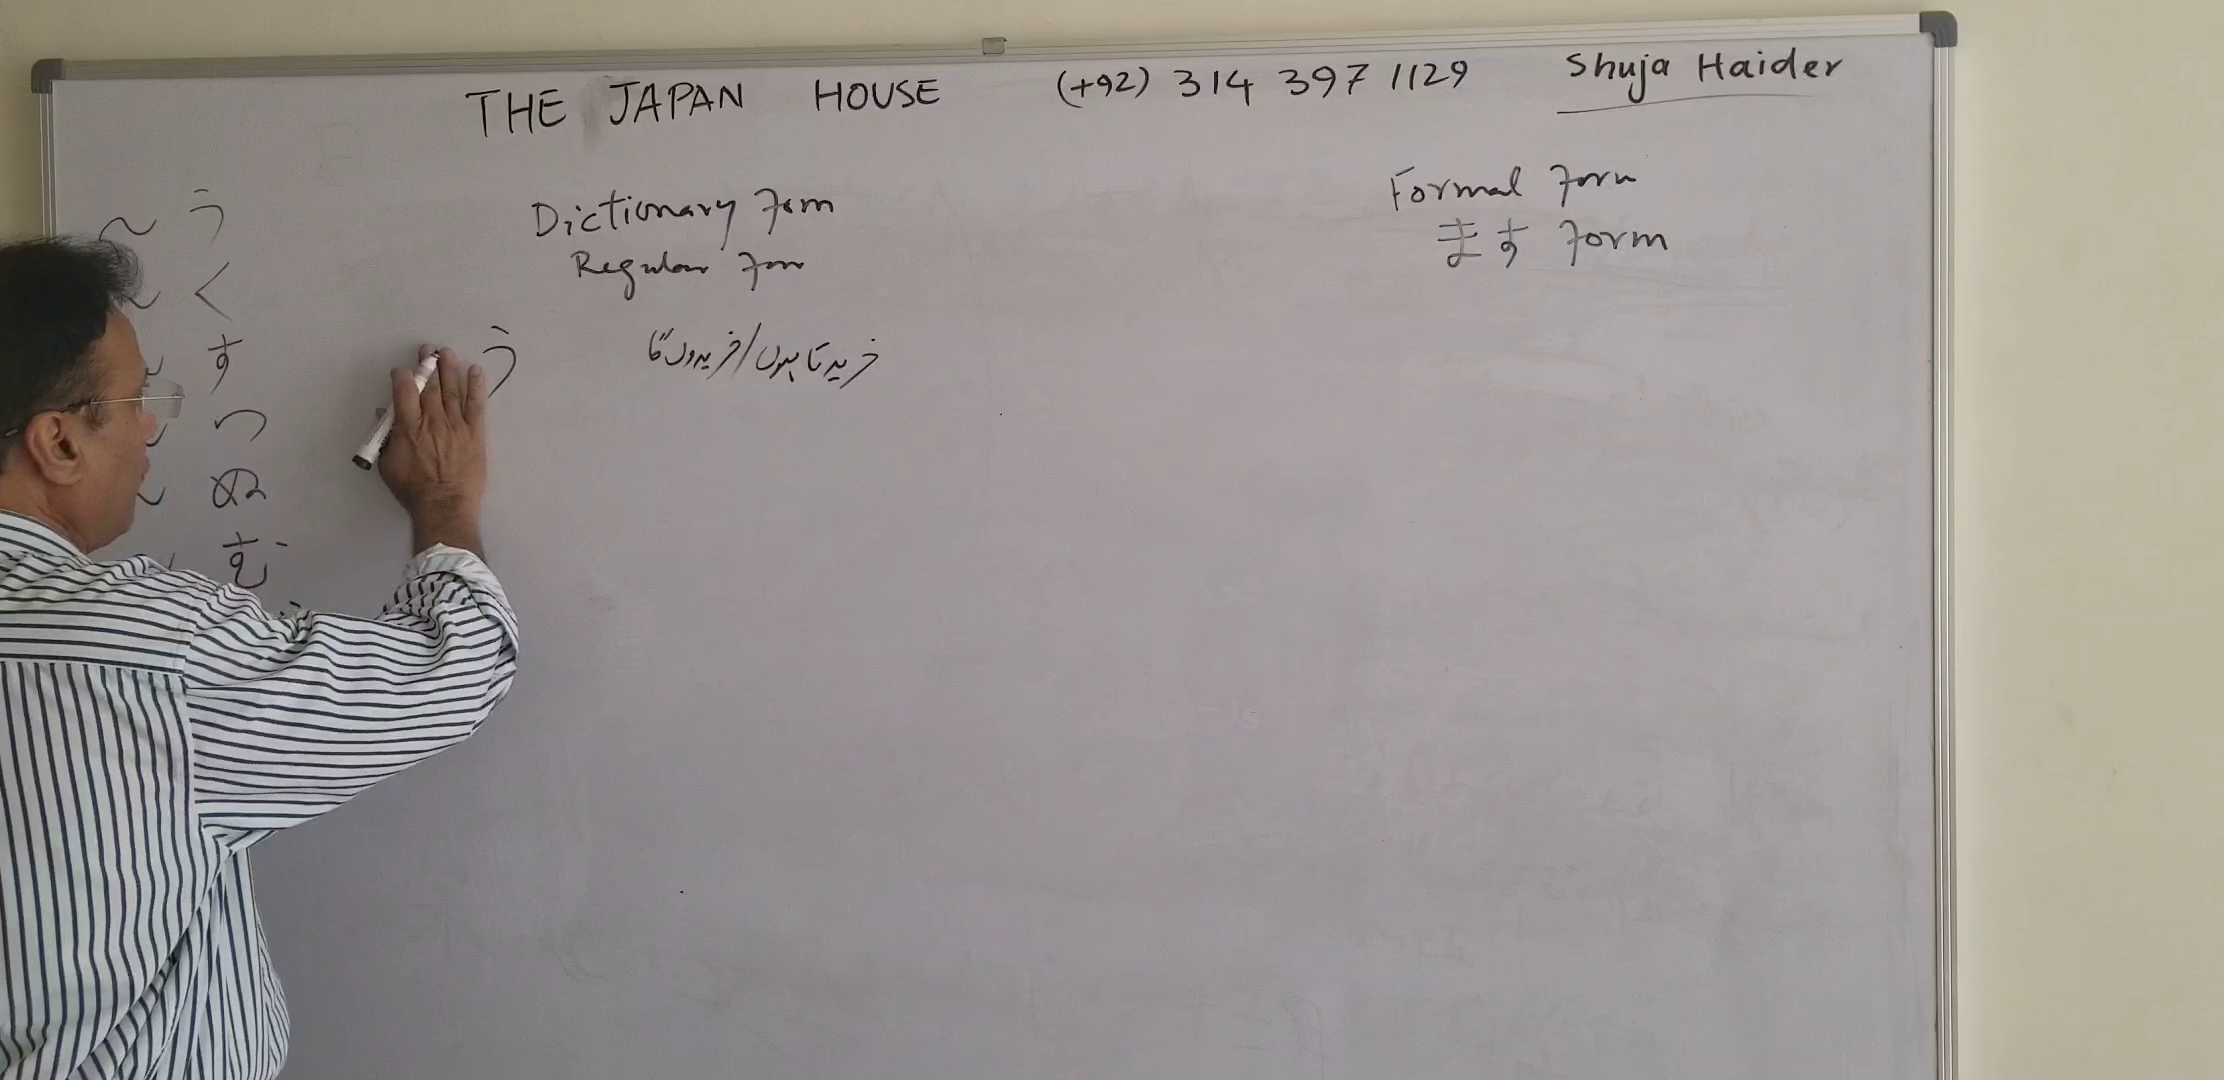 THE JAPAN HOUSE (+92) 314 397 1129 Shuja Haider
Dictionary Form
Regular Form
Formal Form
ます Form
~う
~く
~す
~つ
~ぬ
む
う خریدتا ہوں/خریدوں گا